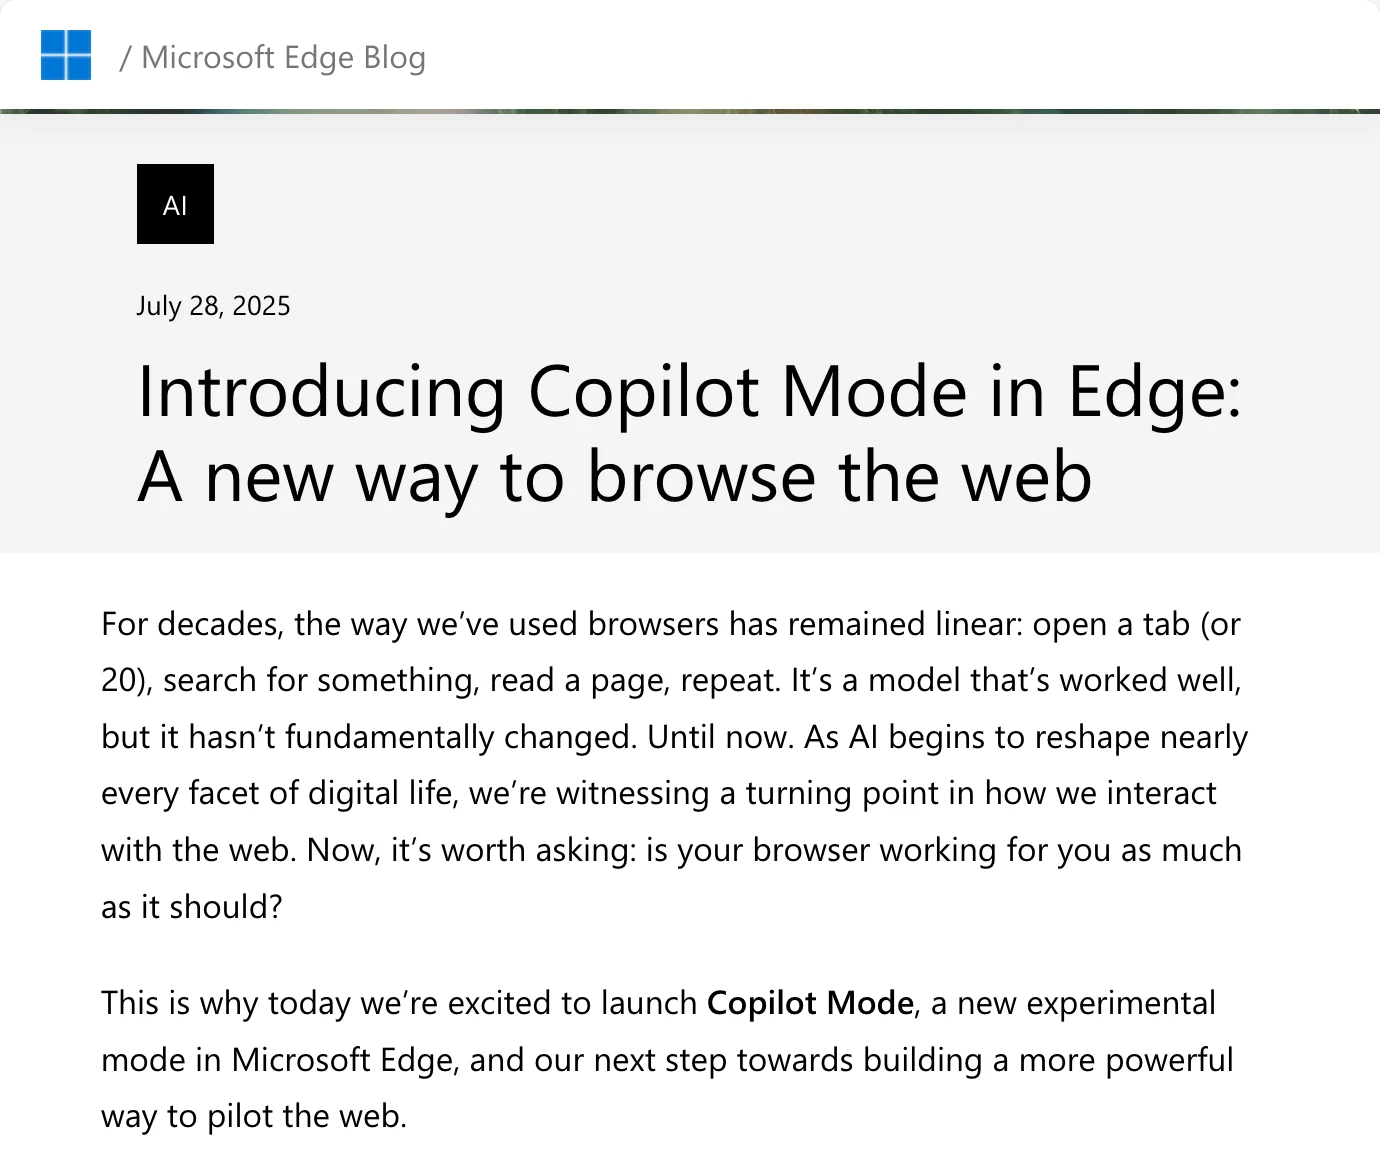 / Microsoft Edge Blog
AI
July 28, 2025
Introducing Copilot Mode in Edge:
A new way to browse the web
For decades, the way we’ve used browsers has remained linear: open a tab (or
20), search for something, read a page, repeat. It’s a model that’s worked well,
but it hasn’t fundamentally changed. Until now. As AI begins to reshape nearly
every facet of digital life, we’re witnessing a turning point in how we interact
with the web. Now, it’s worth asking: is your browser working for you as much
as it should?
This is why today we’re excited to launch Copilot Mode, a new experimental
mode in Microsoft Edge, and our next step towards building a more powerful
way to pilot the web.